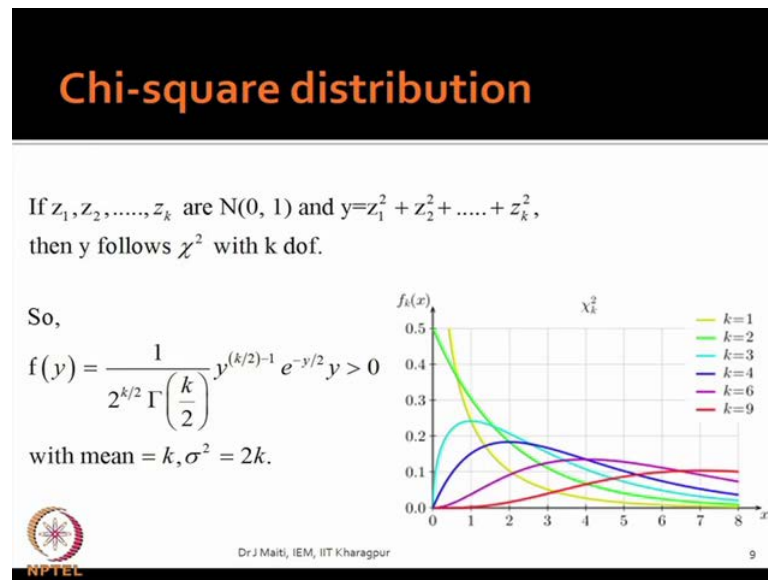 Chi-square distribution
If z₁,z₂,.....,zₖ are N(0, 1) and y=z₁² + z₂² + ..... + zₖ²,
then y follows χ² with k dof.
So,
f(y) = 1 / (2^{k/2} Γ(k/2)) y^{(k/2)-1} e^{-y/2} y > 0
with mean = k, σ² = 2k.
fₖ(x)
χ²ₖ
0.5
0.4
0.3
0.2
0.1
0.0
0 1 2 3 4 5 6 7 8 x
k=1
k=2
k=3
k=4
k=6
k=9
NPTEL
Dr J Maiti, IEM, IIT Kharagpur
9